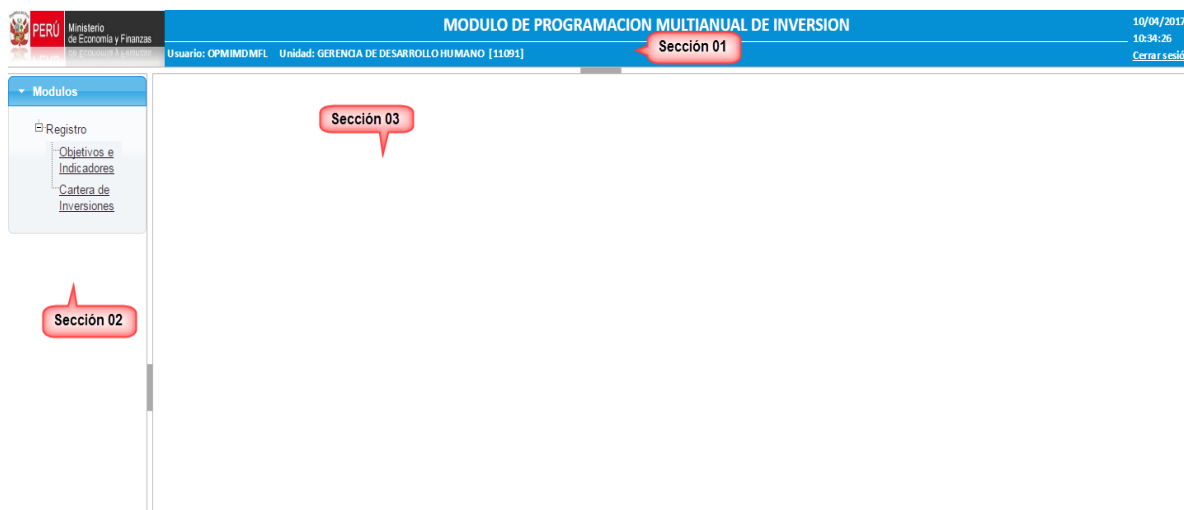 PERÚ
Ministerio
de Economía y Finanzas
MODULO DE PROGRAMACION MULTIANUAL DE INVERSION
10/04/2017
10:34:26
Usuario: OPMIMDMFL Unidad: GERENCIA DE DESARROLLO HUMANO [11091]
Sección 01
Cerrar sesió
Modulos
Sección 03
Registro
Objetivos e
Indicadores
Cartera de
Inversiones
Sección 02